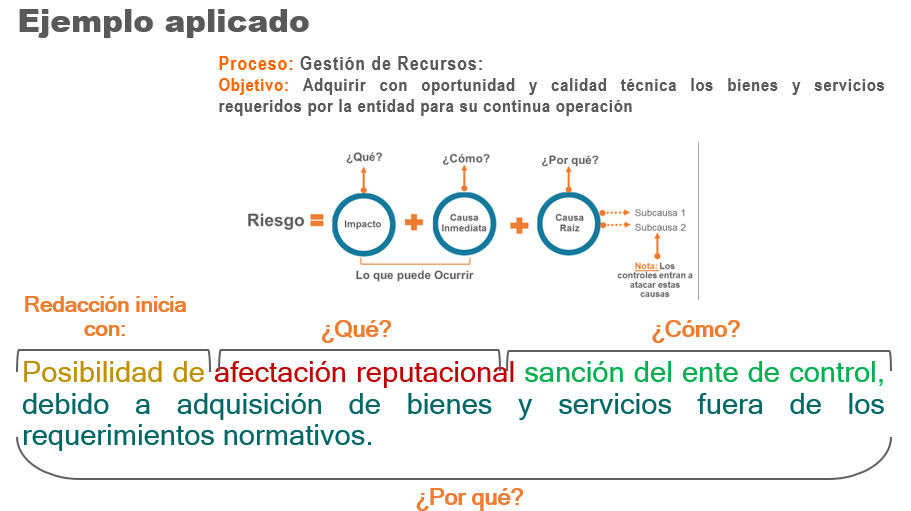 Ejemplo aplicado
Proceso: Gestión de Recursos:
Objetivo: Adquirir con oportunidad y calidad técnica los bienes y servicios
requeridos por la entidad para su continua operación
¿Qué?
¿Cómo?
¿Por qué?
Riesgo =
Impacto
+
Causa
Inmediata
+
Causa
Raíz
Subcausa 1
Subcausa 2
Lo que puede Ocurrir
Nota: Los
controles entran a
atacar estas
causas
Redacción inicia
con:
¿Qué?
¿Cómo?
Posibilidad de afectación reputacional sanción del ente de control,
debido a adquisición de bienes y servicios fuera de los
requerimientos normativos.
¿Por qué?